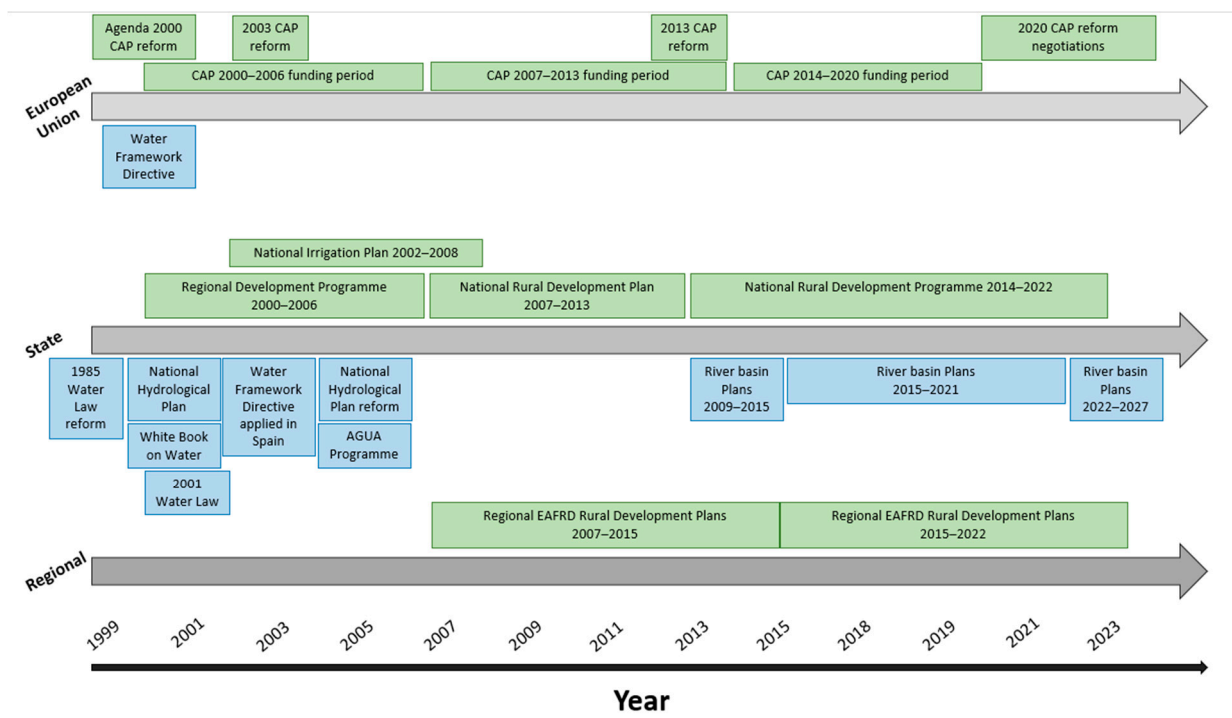 Agenda 2000
CAP reform
2003 CAP
reform
2013 CAP
reform
2020 CAP reform
negotiations
CAP 2000–2006 funding period
CAP 2007–2013 funding period
CAP 2014–2020 funding period
European
Union
Water
Framework
Directive
National Irrigation Plan 2002–2008
Regional Development Programme
2000–2006
National Rural Development Plan
2007–2013
National Rural Development Programme 2014–2022
State
1985
Water
Law
reform
National
Hydrological
Plan
Water
Framework
Directive
applied in
Spain
National
Hydrological
Plan reform
River basin
Plans
2009–2015
River basin Plans
2015–2021
River basin
Plans
2022–2027
White Book
on Water
AGUA
Programme
2001
Water Law
Regional EAFRD Rural Development Plans
2007–2015
Regional EAFRD Rural Development Plans
2015–2022
Regional
1999
2001
2003
2005
2007
2009
2011
2013
2015
2018
2019
2021
2023
Year